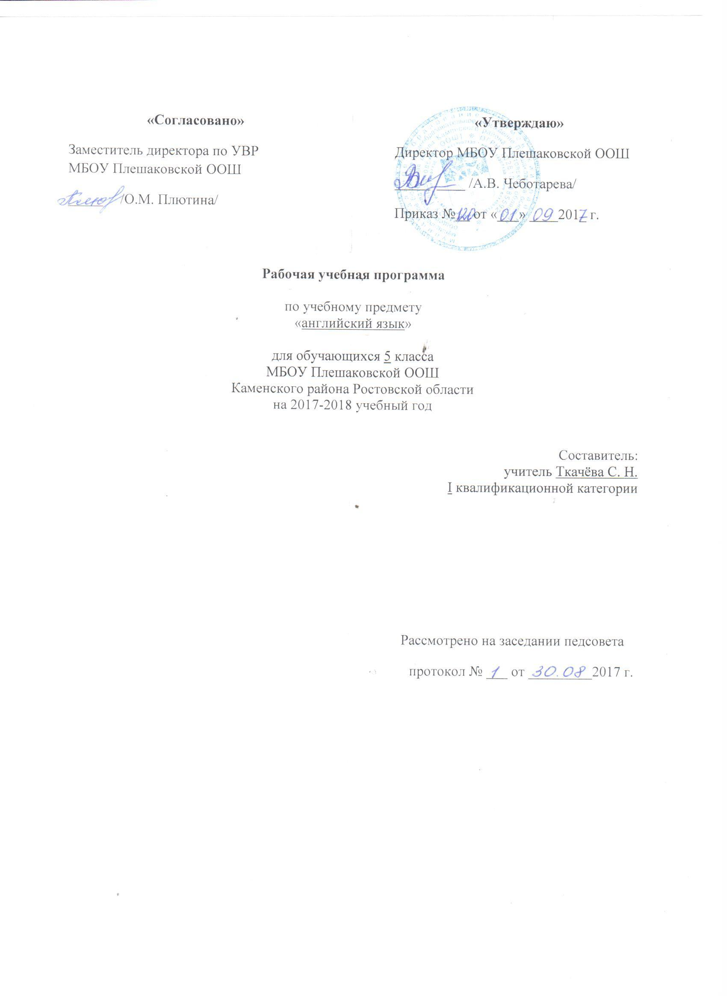 «Согласовано»
Заместитель директора по УВР
МБОУ Плешаковской ООШ
/О.М. Плютина/
«Утверждаю»
Директор МБОУ Плешаковской ООШ
/А.В. Чеботарева/
Приказ № 120 от «01» 09 2017 г.
Рабочая учебная программа
по учебному предмету
«английский язык»
для обучающихся 5 класса
МБОУ Плешаковской ООШ
Каменского района Ростовской области
на 2017-2018 учебный год
Составитель:
учитель Ткачёва С. Н.
I квалификационной категории
Рассмотрено на заседании педсовета
протокол № 1 от 30.08 2017 г.